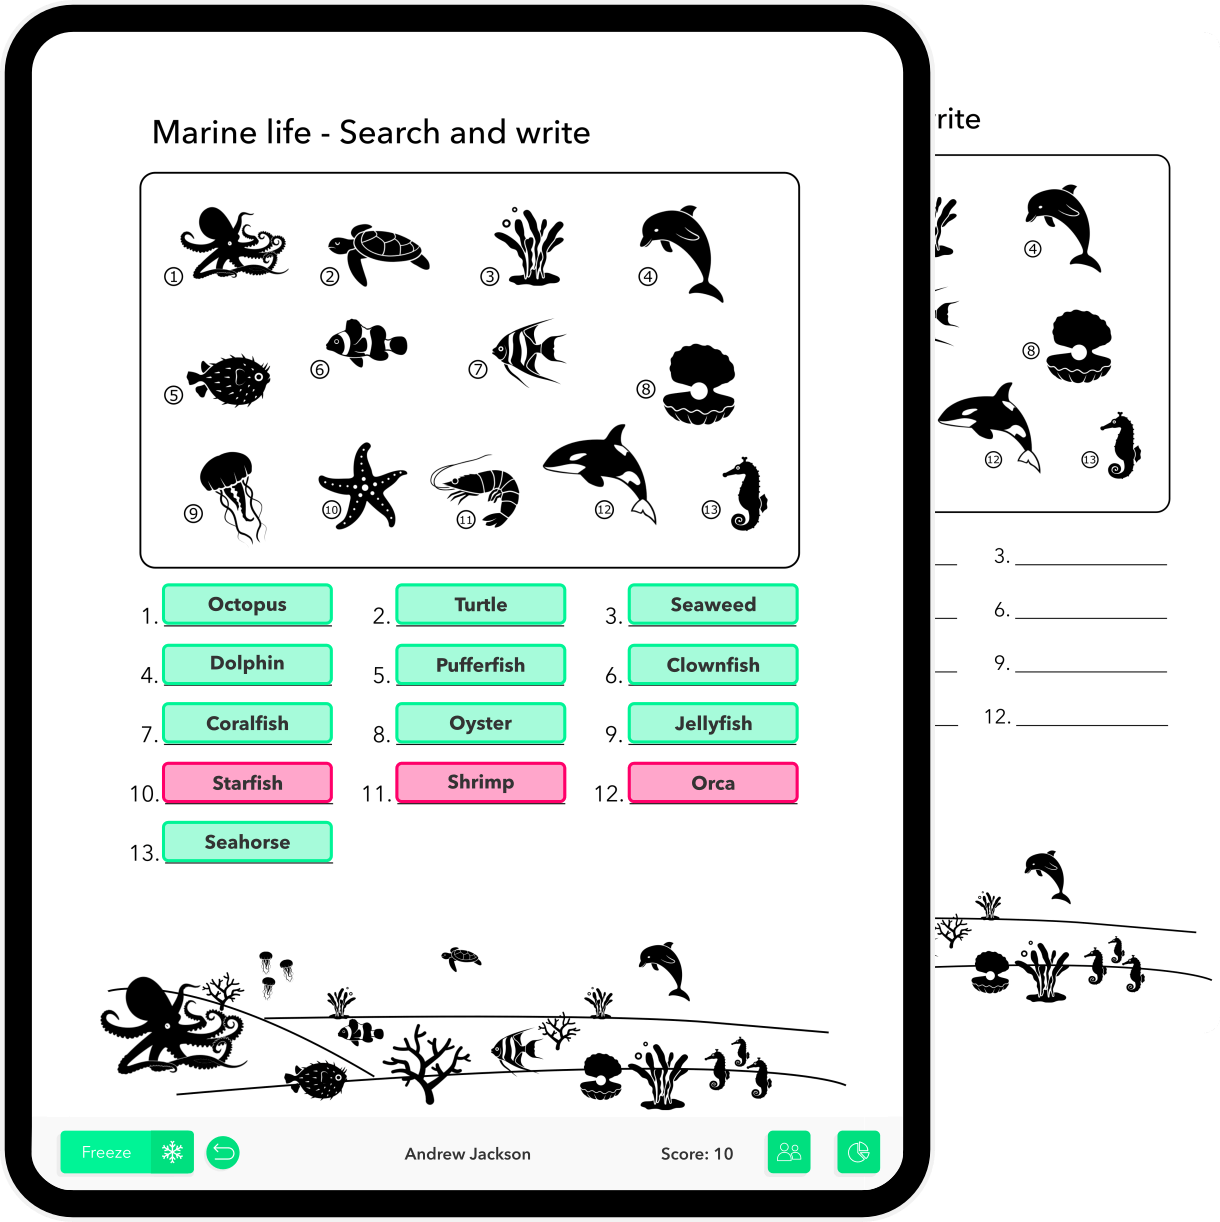 Marine life - Search and write
rite
1
2
3
4
4
5
6
7
8
8
9
10
11
12
13
12
13
1. Octopus 2. Turtle 3. Seaweed
3.
4. Dolphin 5. Pufferfish 6. Clownfish
6.
7. Coralfish 8. Oyster 9. Jellyfish
9.
10. Starfish 11. Shrimp 12. Orca
12.
13. Seahorse
Freeze Andrew Jackson Score: 10